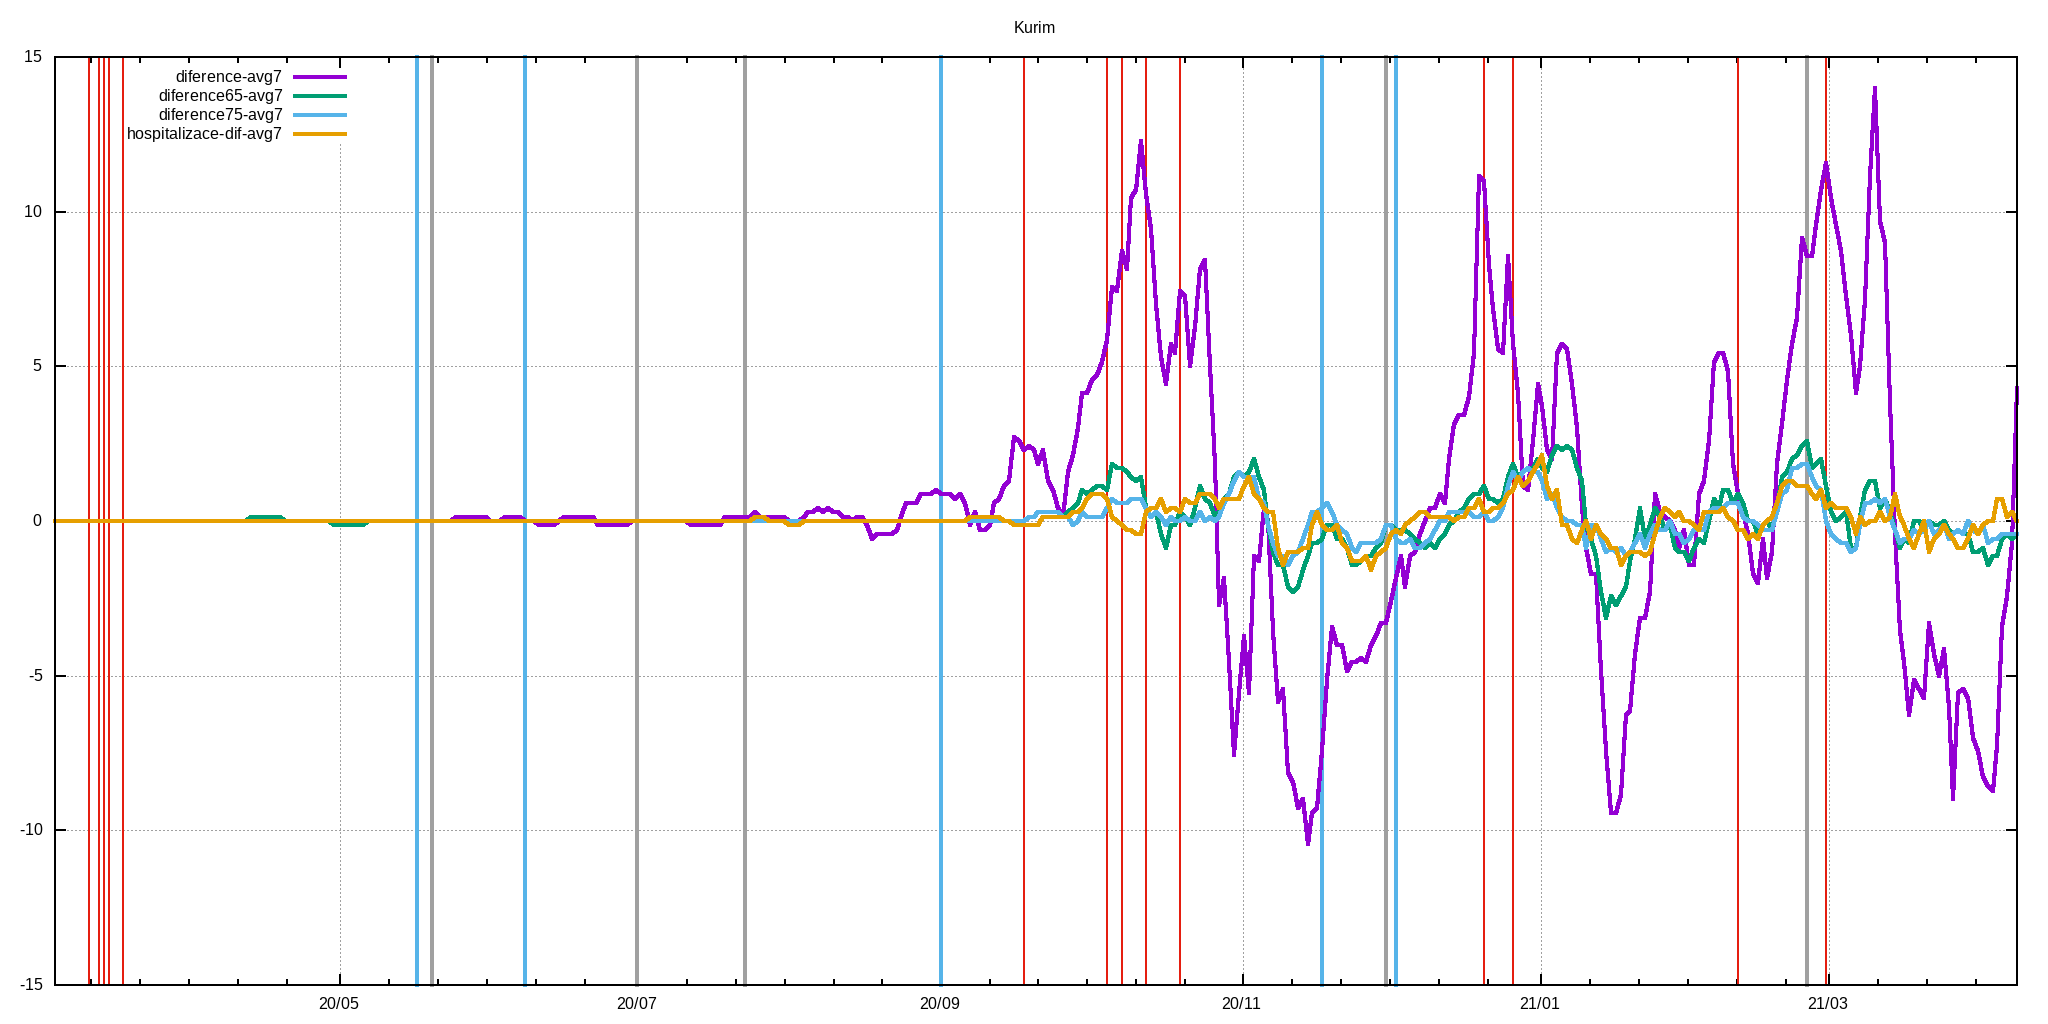 Kurim
15
diference-avg7
diference65-avg7
diference75-avg7
hospitalizace-dif-avg7
10
5
0
-5
-10
-15
20/05 20/07 20/09 20/11 21/01 21/03